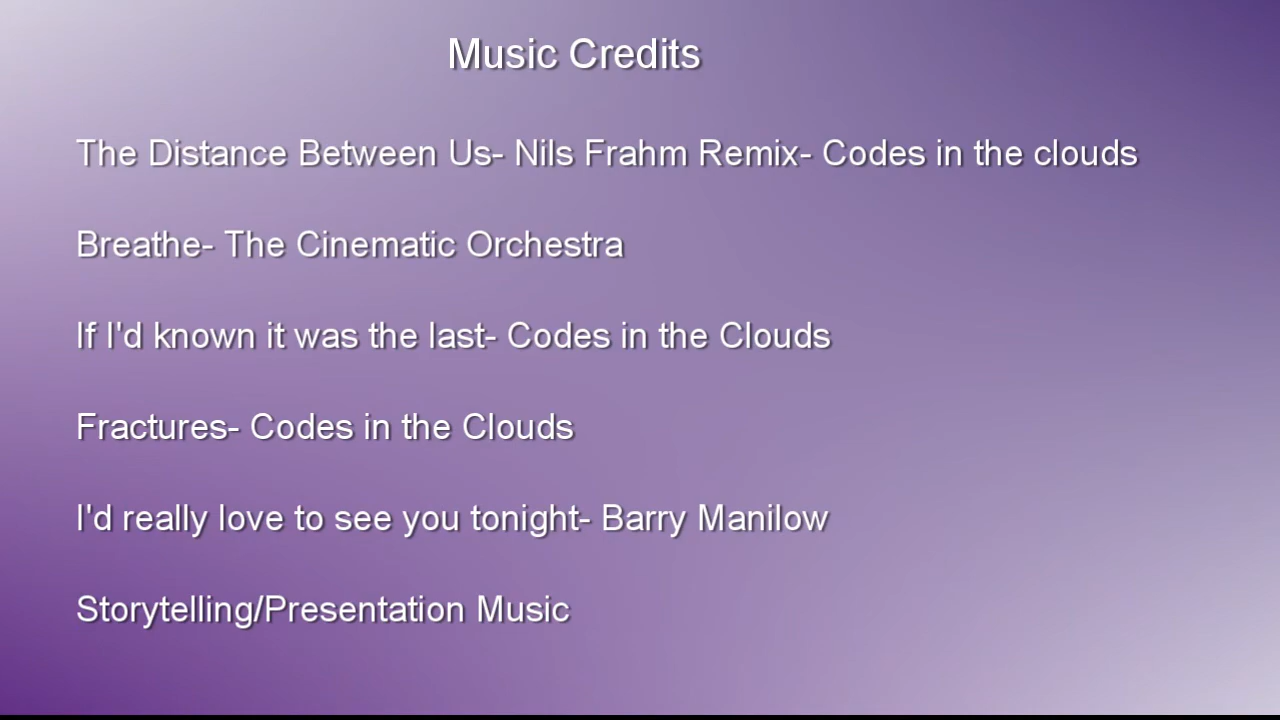 Music Credits
The Distance Between Us- Nils Frahm Remix- Codes in the clouds
Breathe- The Cinematic Orchestra
If I'd known it was the last- Codes in the Clouds
Fractures- Codes in the Clouds
I'd really love to see you tonight- Barry Manilow
Storytelling/Presentation Music